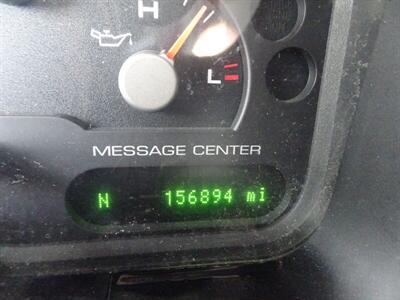 H
L
MESSAGE CENTER
N 156894 mi